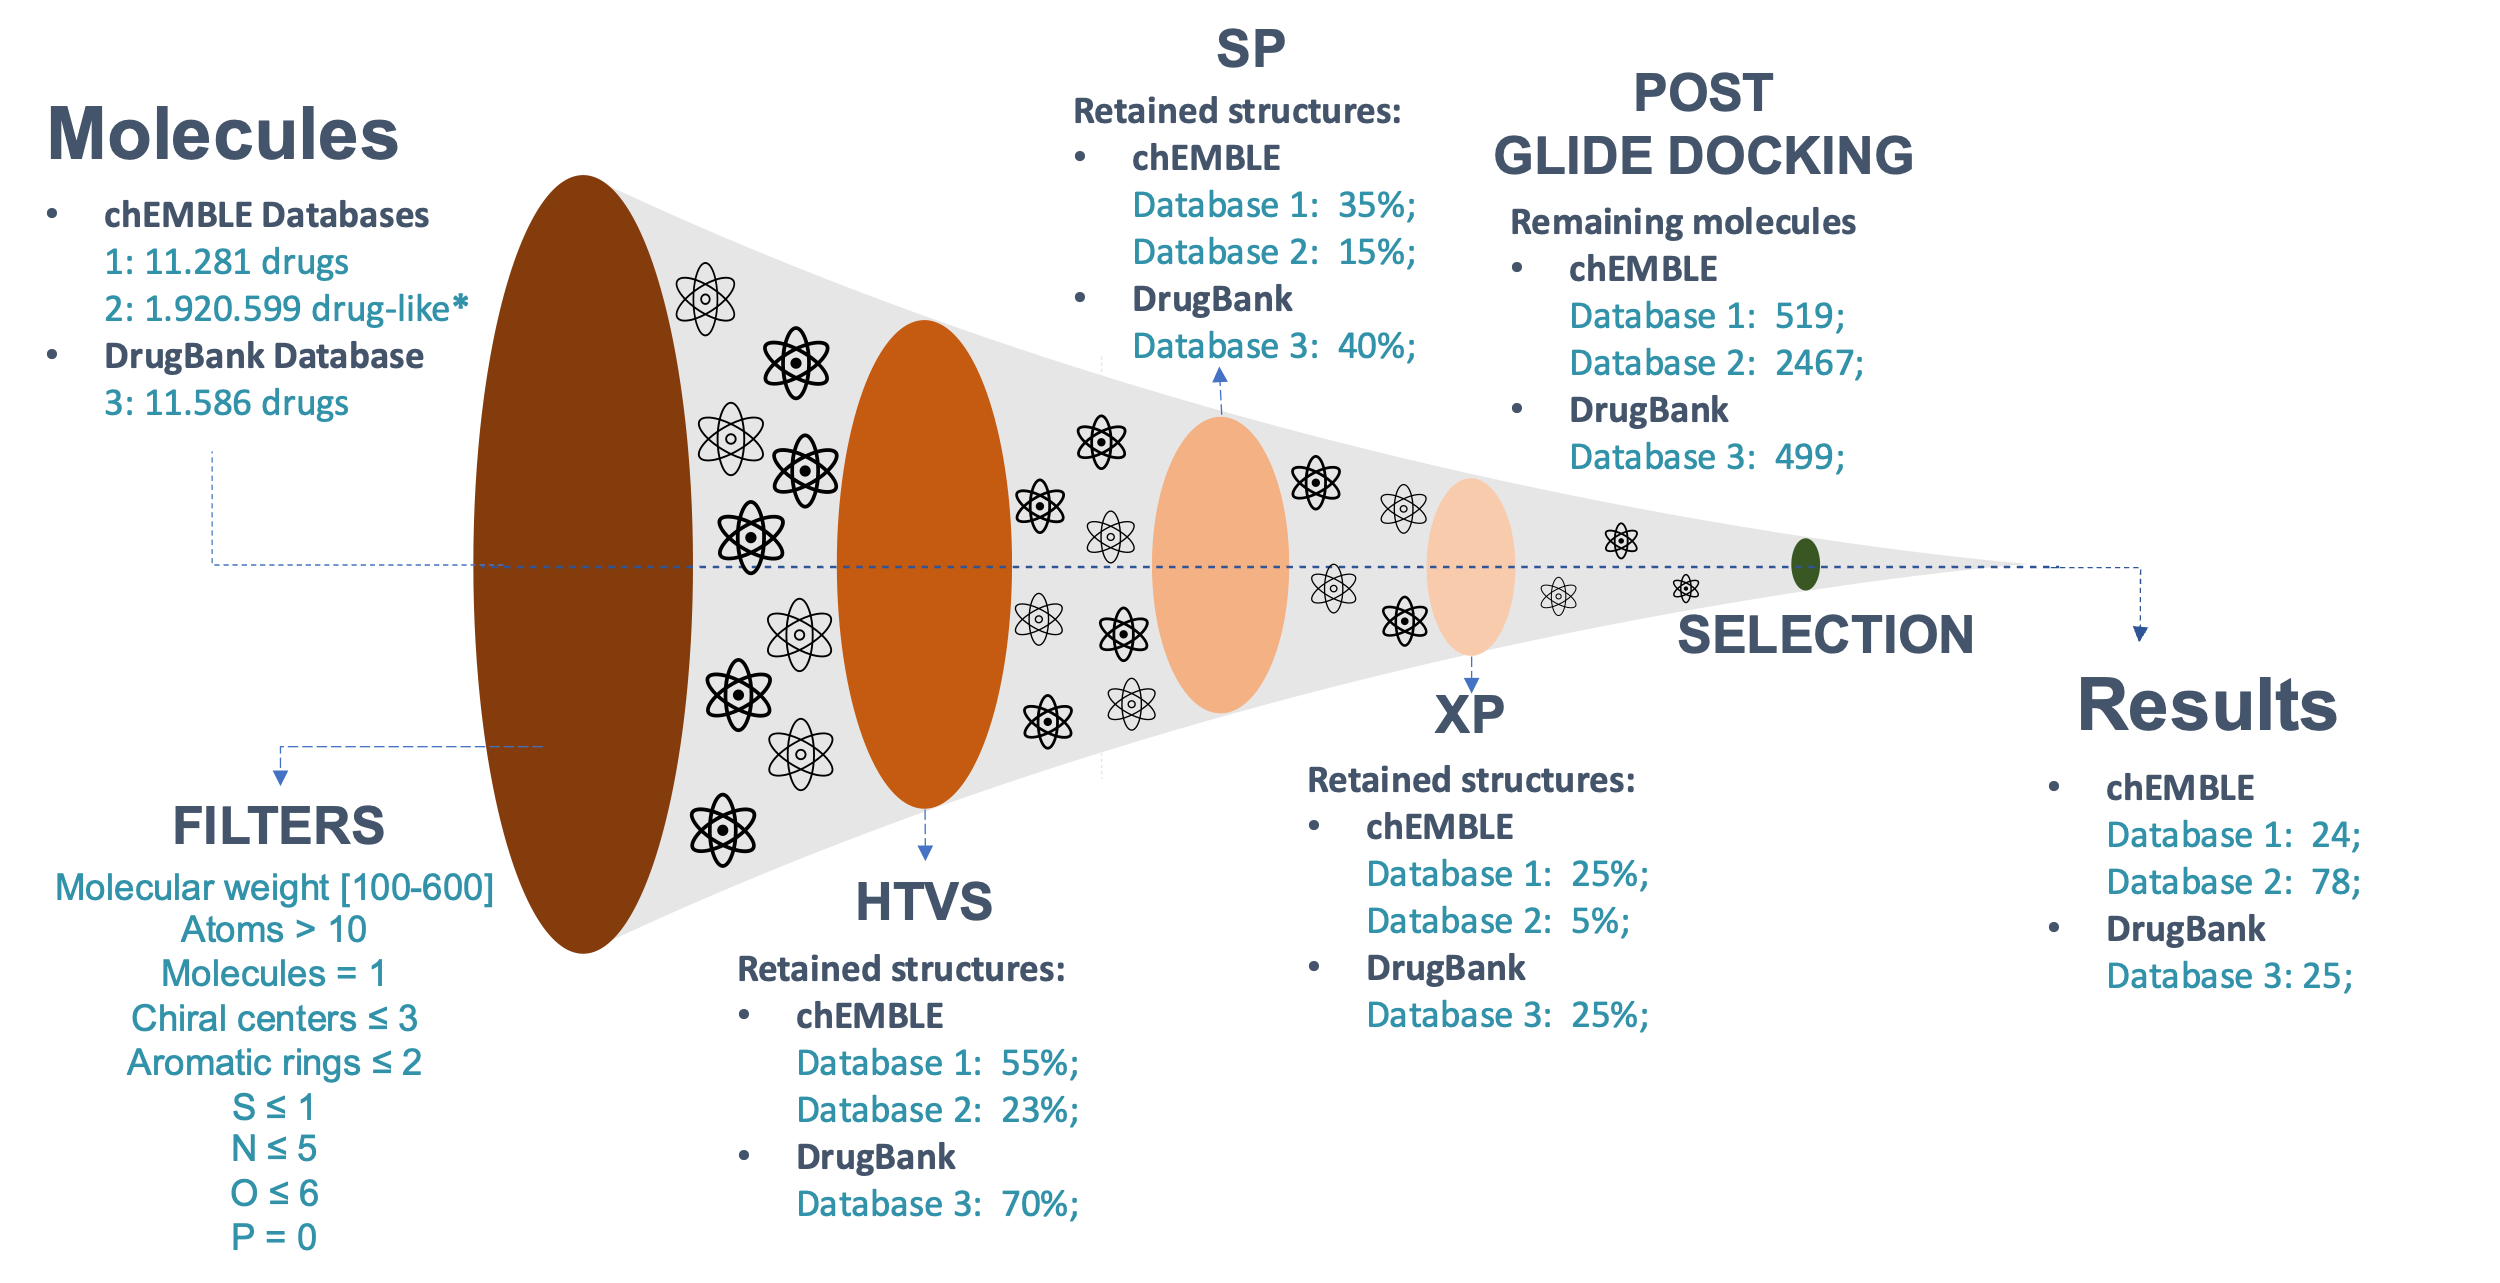 Molecules
• chEMBLE Databases
1: 11.281 drugs
2: 1.920.599 drug-like*
• DrugBank Database
3: 11.586 drugs
FILTERS
Molecular weight [100-600]
Atoms > 10
Molecules = 1
Chiral centers ≤ 3
Aromatic rings ≤ 2
S ≤ 1
N ≤ 5
O ≤ 6
P = 0
HTVS
Retained structures:
• chEMBLE
Database 1: 55%;
Database 2: 23%;
• DrugBank
Database 3: 70%;
SP
Retained structures:
• chEMBLE
Database 1: 35%;
Database 2: 15%;
• DrugBank
Database 3: 40%;
XP
Retained structures:
• chEMBLE
Database 1: 25%;
Database 2: 5%;
• DrugBank
Database 3: 25%;
POST
GLIDE DOCKING
Remaining molecules
• chEMBLE
Database 1: 519;
Database 2: 2467;
• DrugBank
Database 3: 499;
SELECTION
Results
• chEMBLE
Database 1: 24;
Database 2: 78;
• DrugBank
Database 3: 25;